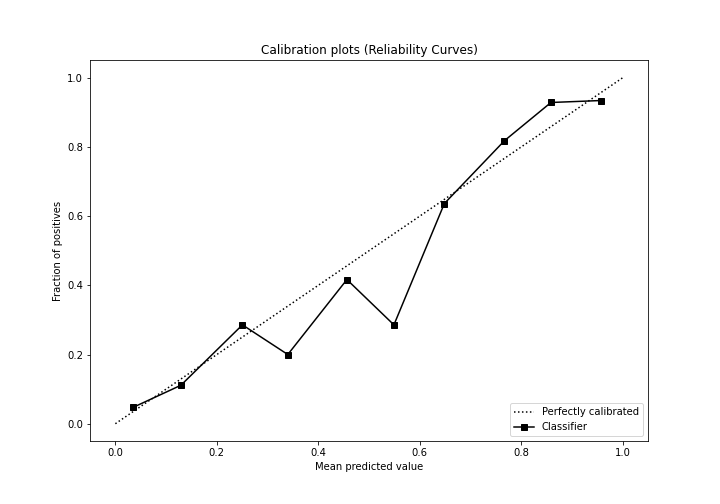 Calibration plots (Reliability Curves)
1.0
0.8
0.6
0.4
0.2
0.0
Fraction of positives
0.0 0.2 0.4 0.6 0.8 1.0
Mean predicted value
Perfectly calibrated
Classifier